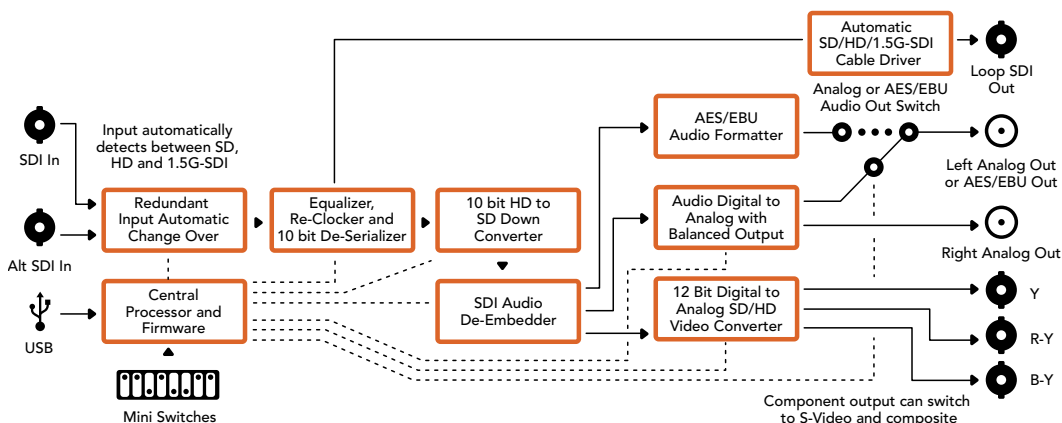 Automatic
SD/HD/1.5G-SDI
Cable Driver
Loop SDI
Out
Analog or AES/EBU
Audio Out Switch
Input automatically
detects between SD,
HD and 1.5G-SDI
AES/EBU
Audio Formatter
SDI In
Left Analog Out
or AES/EBU Out
Redundant
Input Automatic
Change Over
Equalizer,
Re-Clocker and
10 bit De-Serializer
10 bit HD to
SD Down
Converter
Audio Digital to
Analog with
Balanced Output
Alt SDI In
Right Analog Out
Central
Processor and
Firmware
SDI Audio
De-Embedder
12 Bit Digital to
Analog SD/HD
Video Converter
Y
USB
R-Y
B-Y
Mini Switches
Component output can switch
to S-Video and composite